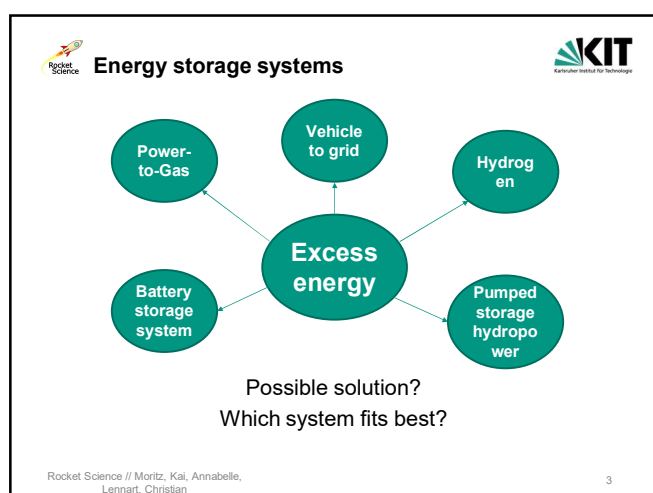 Rocket
Science
Energy storage systems
KIT
Karlsruher Institut für Technologie
Power-
to-Gas
Vehicle
to grid
Hydrog
en
Excess
energy
Battery
storage
system
Pumped
storage
hydropo
wer
Possible solution?
Which system fits best?
Rocket Science // Moritz, Kai, Annabelle,
Lennart, Christian
3